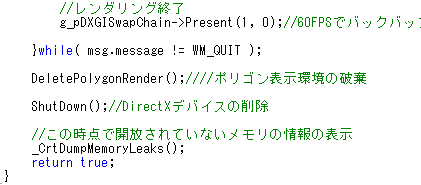 //レンダリング終了
g_pDXGISwapChain->Present(1, 0);//60FPSでバックバッ
}while( msg.message != WM_QUIT );
DeletePolygonRender();////ポリゴン表示環境の破棄
ShutDown();//DirectXデバイスの削除
//この時点で開放されていないメモリの情報の表示
_CrtDumpMemoryLeaks();
return true;
}